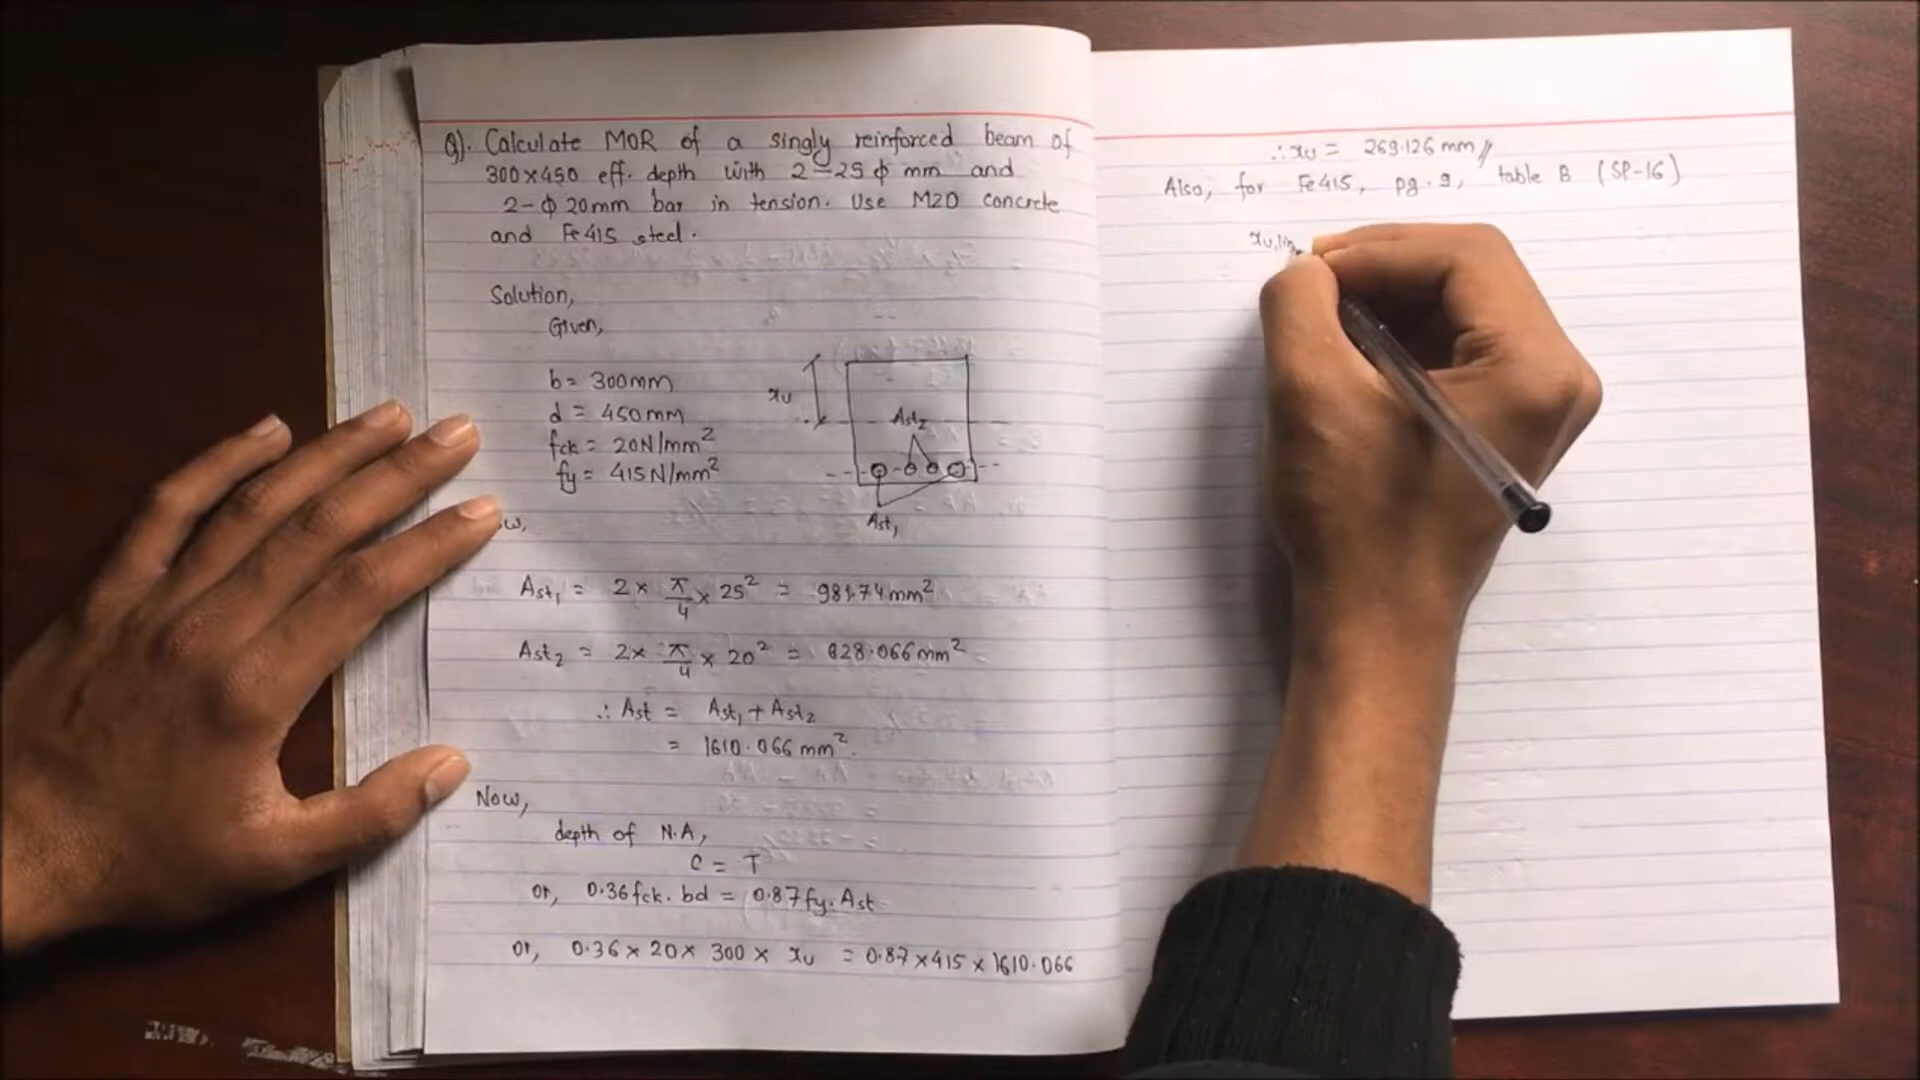 Q). Calculate MOR of a singly reinforced beam of
300×450 eff. depth with 2-25 ϕ mm and
2-ϕ 20mm bar in tension. Use M20 concrete
and Fe415 steel.
Solution,
Given,
b = 300mm
d = 450mm
fck = 20N/mm²
fy = 415N/mm²
xu
Ast₂
Ast₁
Ast₁ = 2 × π/4 × 25² = 981.74mm²
Ast₂ = 2 × π/4 × 20² = 628.066mm²
∴ Ast = Ast₁ + Ast₂
= 1610.066 mm².
Now,
depth of N.A,
C = T
or, 0.36fck.bd = 0.87fy.Ast
or, 0.36 × 20 × 300 × xu = 0.87 × 415 × 1610.066
∴ xu = 269.126 mm //
Also, for Fe415, pg.9, table B (SP-16)
xu,lim